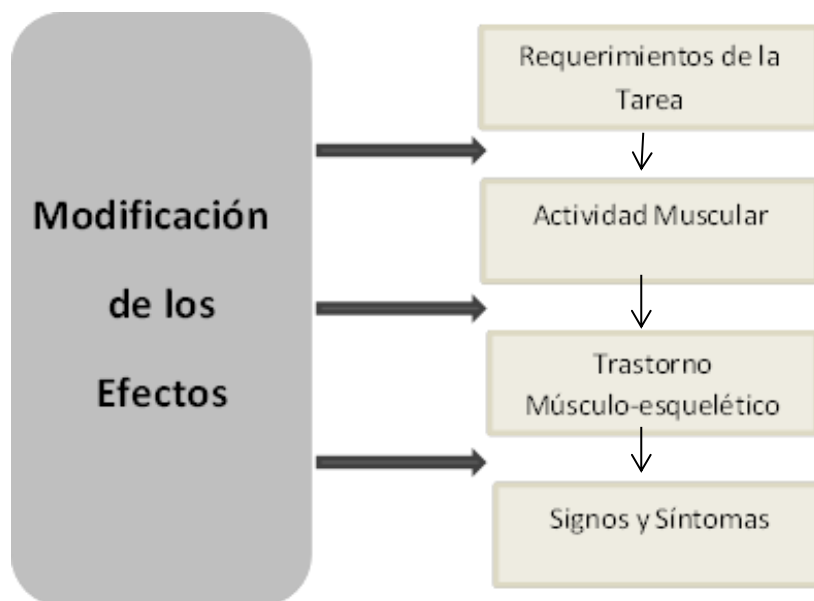 Modificación
de los
Efectos
Requerimientos de la
Tarea
Actividad Muscular
Trastorno
Músculo-esquelético
Signos y Síntomas